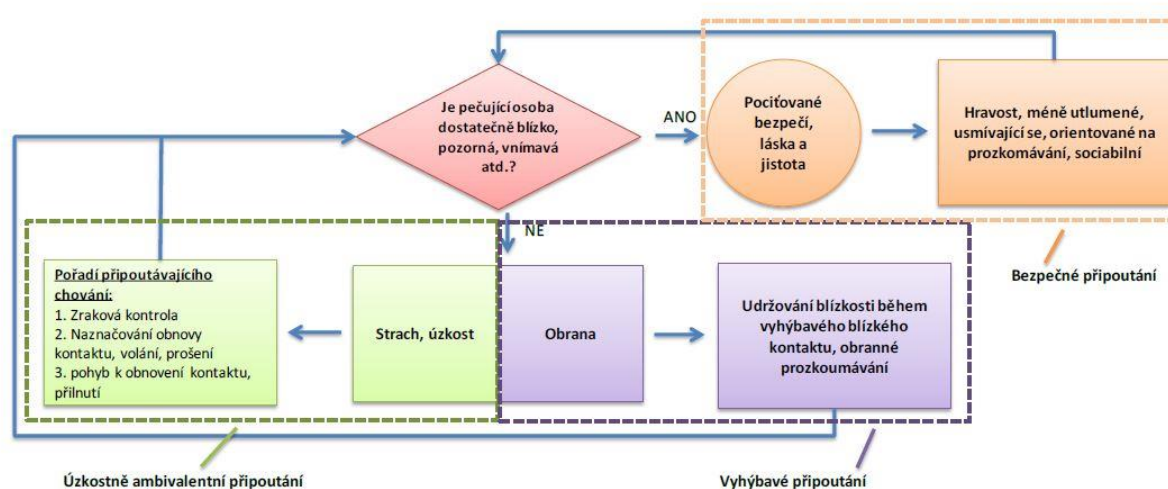 Je pečující osoba
dostatečně blízko,
pozorná, vnímavá
atd.?
ANO
Pociťované
bezpečí,
láska a
jistota
Hravost, méně utlumené,
usmívající se, orientované na
prozkomávání, sociabilní
NE
Bezpečné připoutání
Pořadí připoutávajícího
chování:
1. Zraková kontrola
2. Naznačování obnovy
kontaktu, volání, prošení
3. pohyb k obnovení kontaktu,
přilnutí
Strach, úzkost
Obrana
Udržování blízkosti během
vyhýbavého blízkého
kontaktu, obranné
prozkoumávání
Úzkostně ambivalentní připoutání
Vyhýbavé připoutání